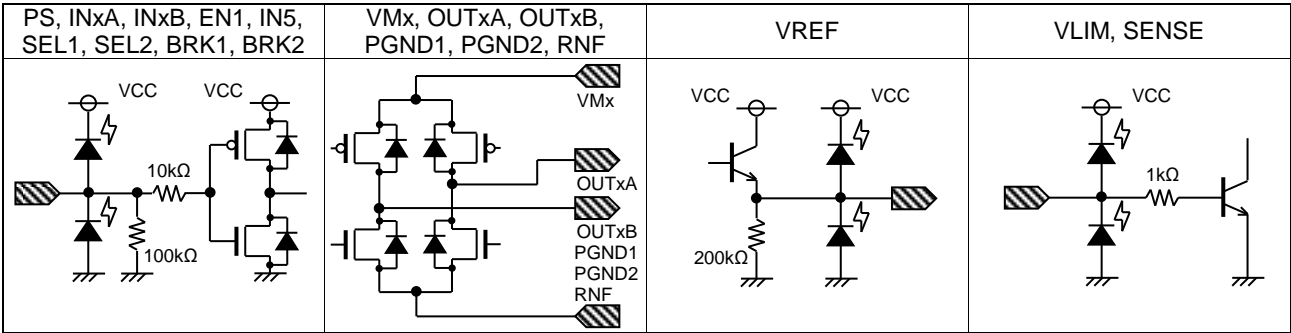 PS, INxA, INxB, EN1, IN5,
SEL1, SEL2, BRK1, BRK2
VMx, OUTxA, OUTxB,
PGND1, PGND2, RNF
VREF
VLIM, SENSE
VCC
VCC
10kΩ
100kΩ
VMx
OUTxA
OUTxB
PGND1
PGND2
RNF
VCC
VCC
200kΩ
VCC
1kΩ